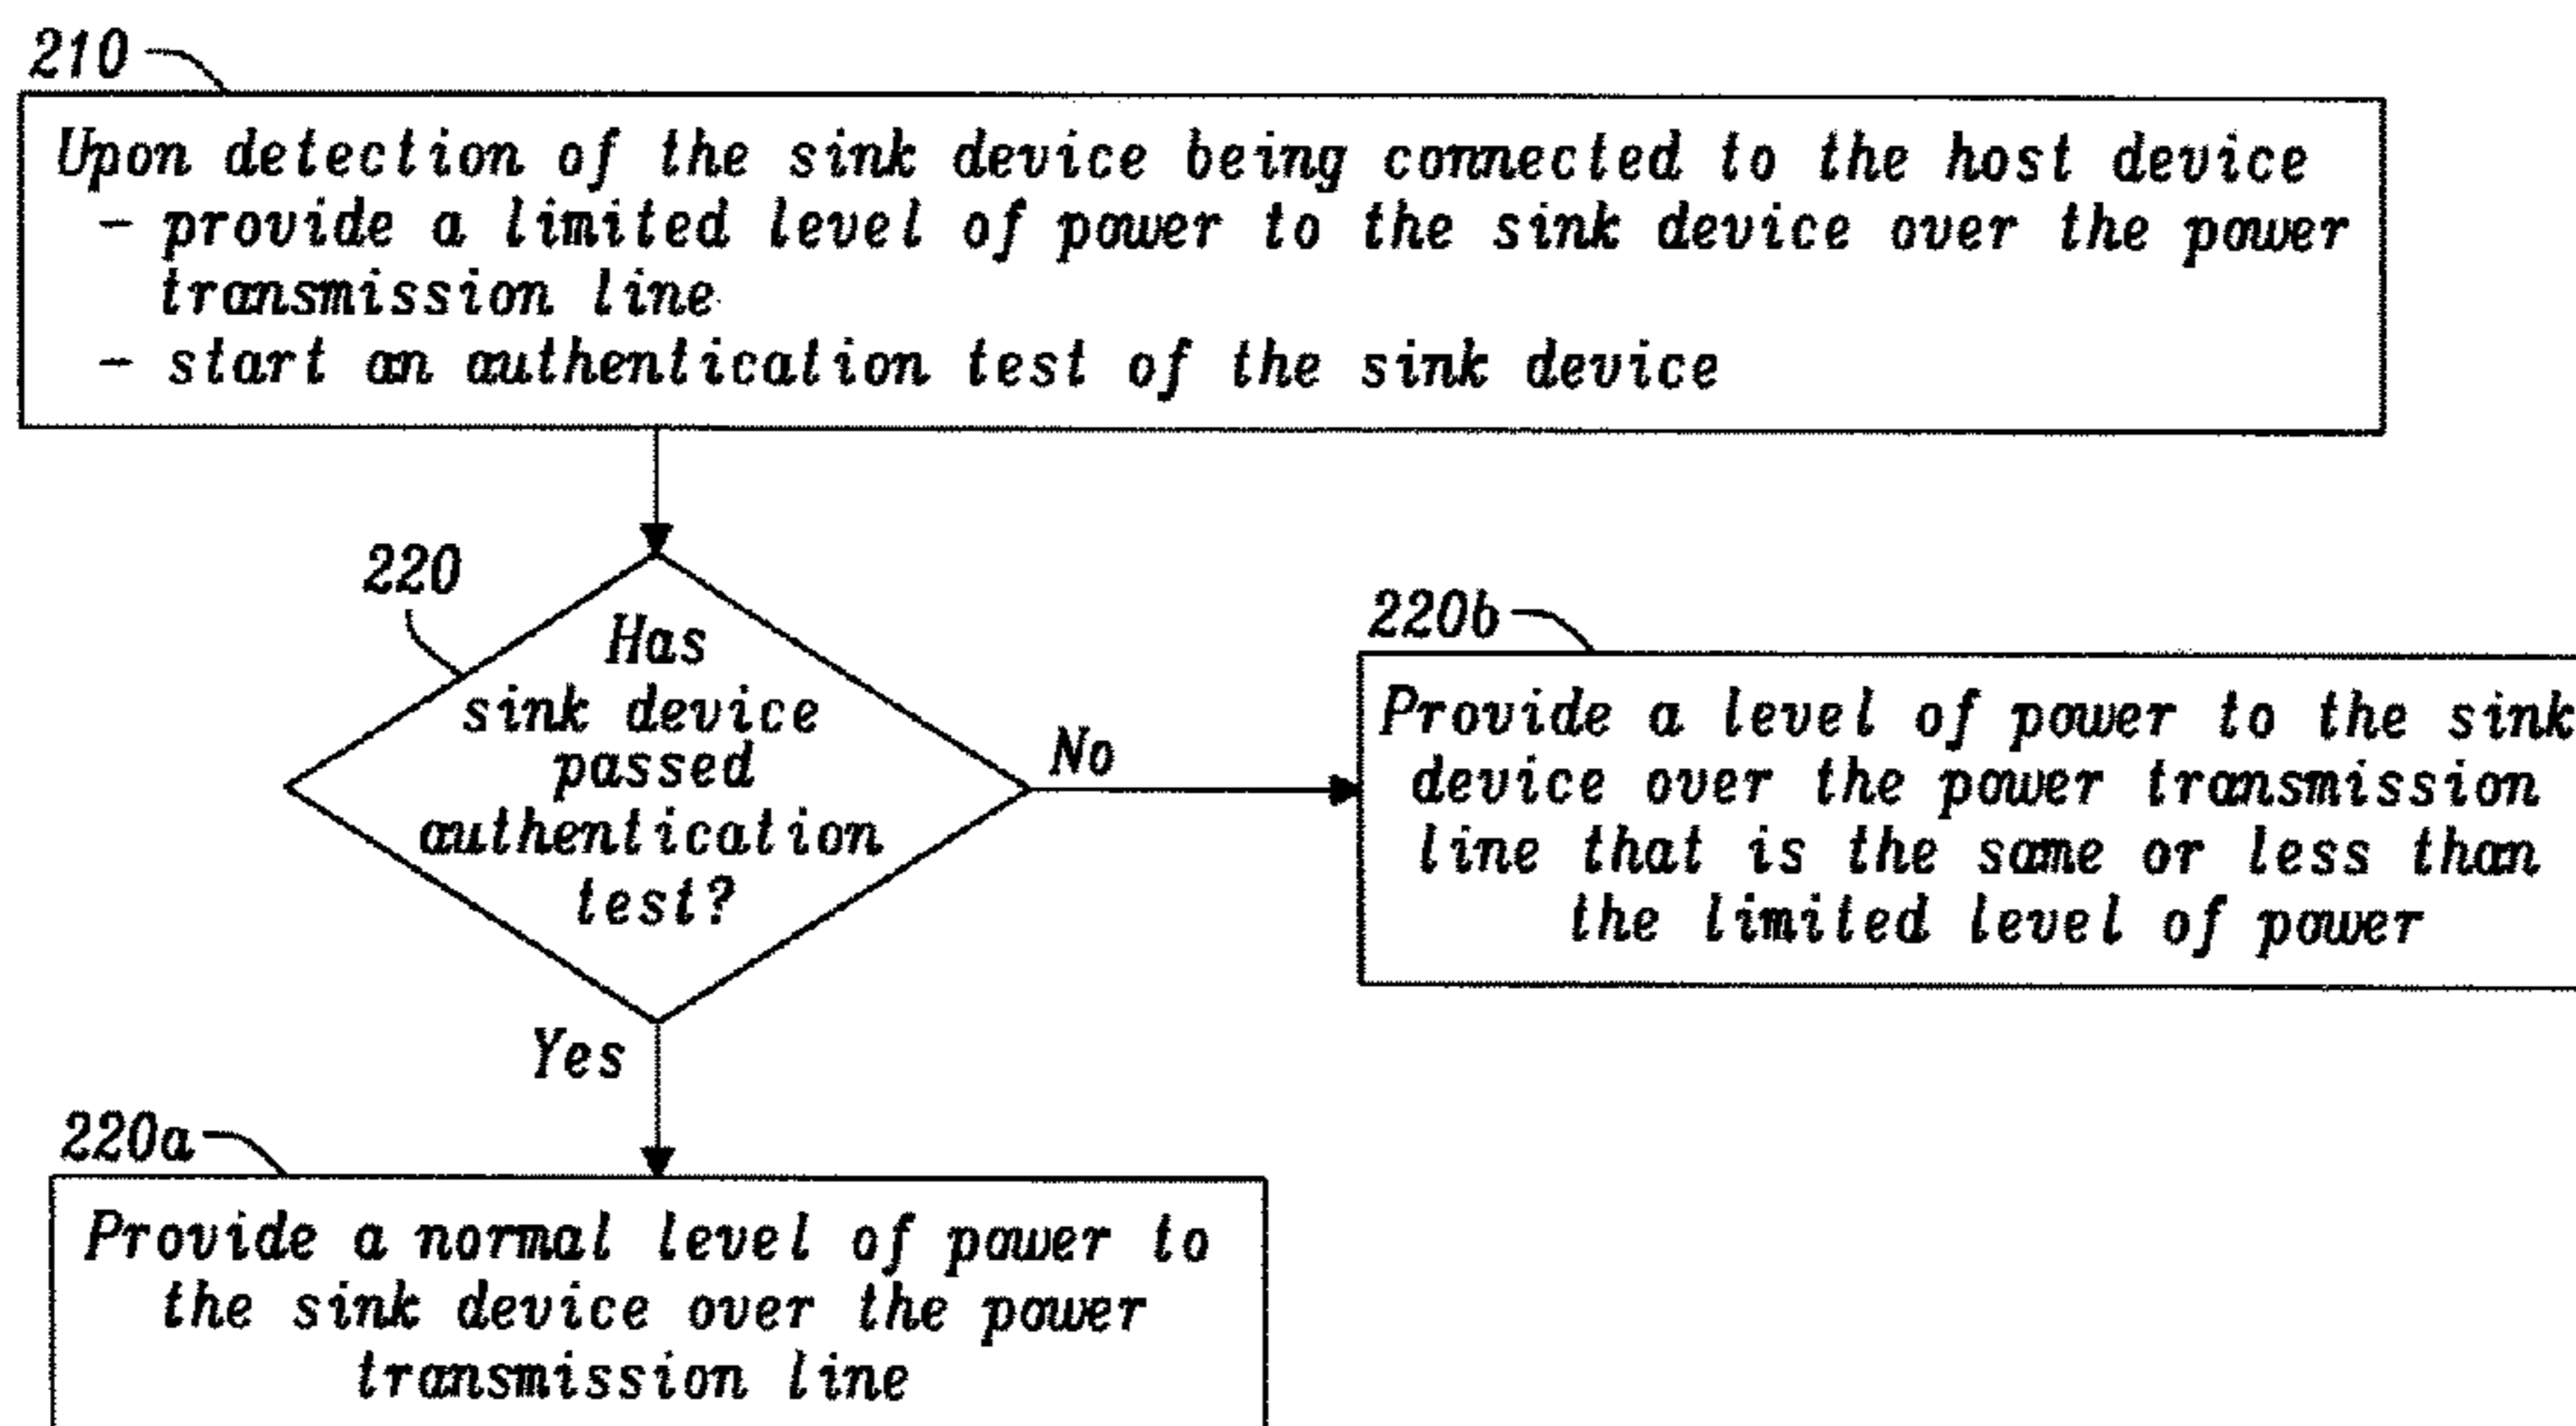 210
Upon detection of the sink device being connected to the host device
- provide a limited level of power to the sink device over the power
transmission line
- start an authentication test of the sink device
220
Has
sink device
passed
authentication
test?
No
Yes
220b
Provide a level of power to the sink
device over the power transmission
line that is the same or less than
the limited level of power
220a
Provide a normal level of power to
the sink device over the power
transmission line